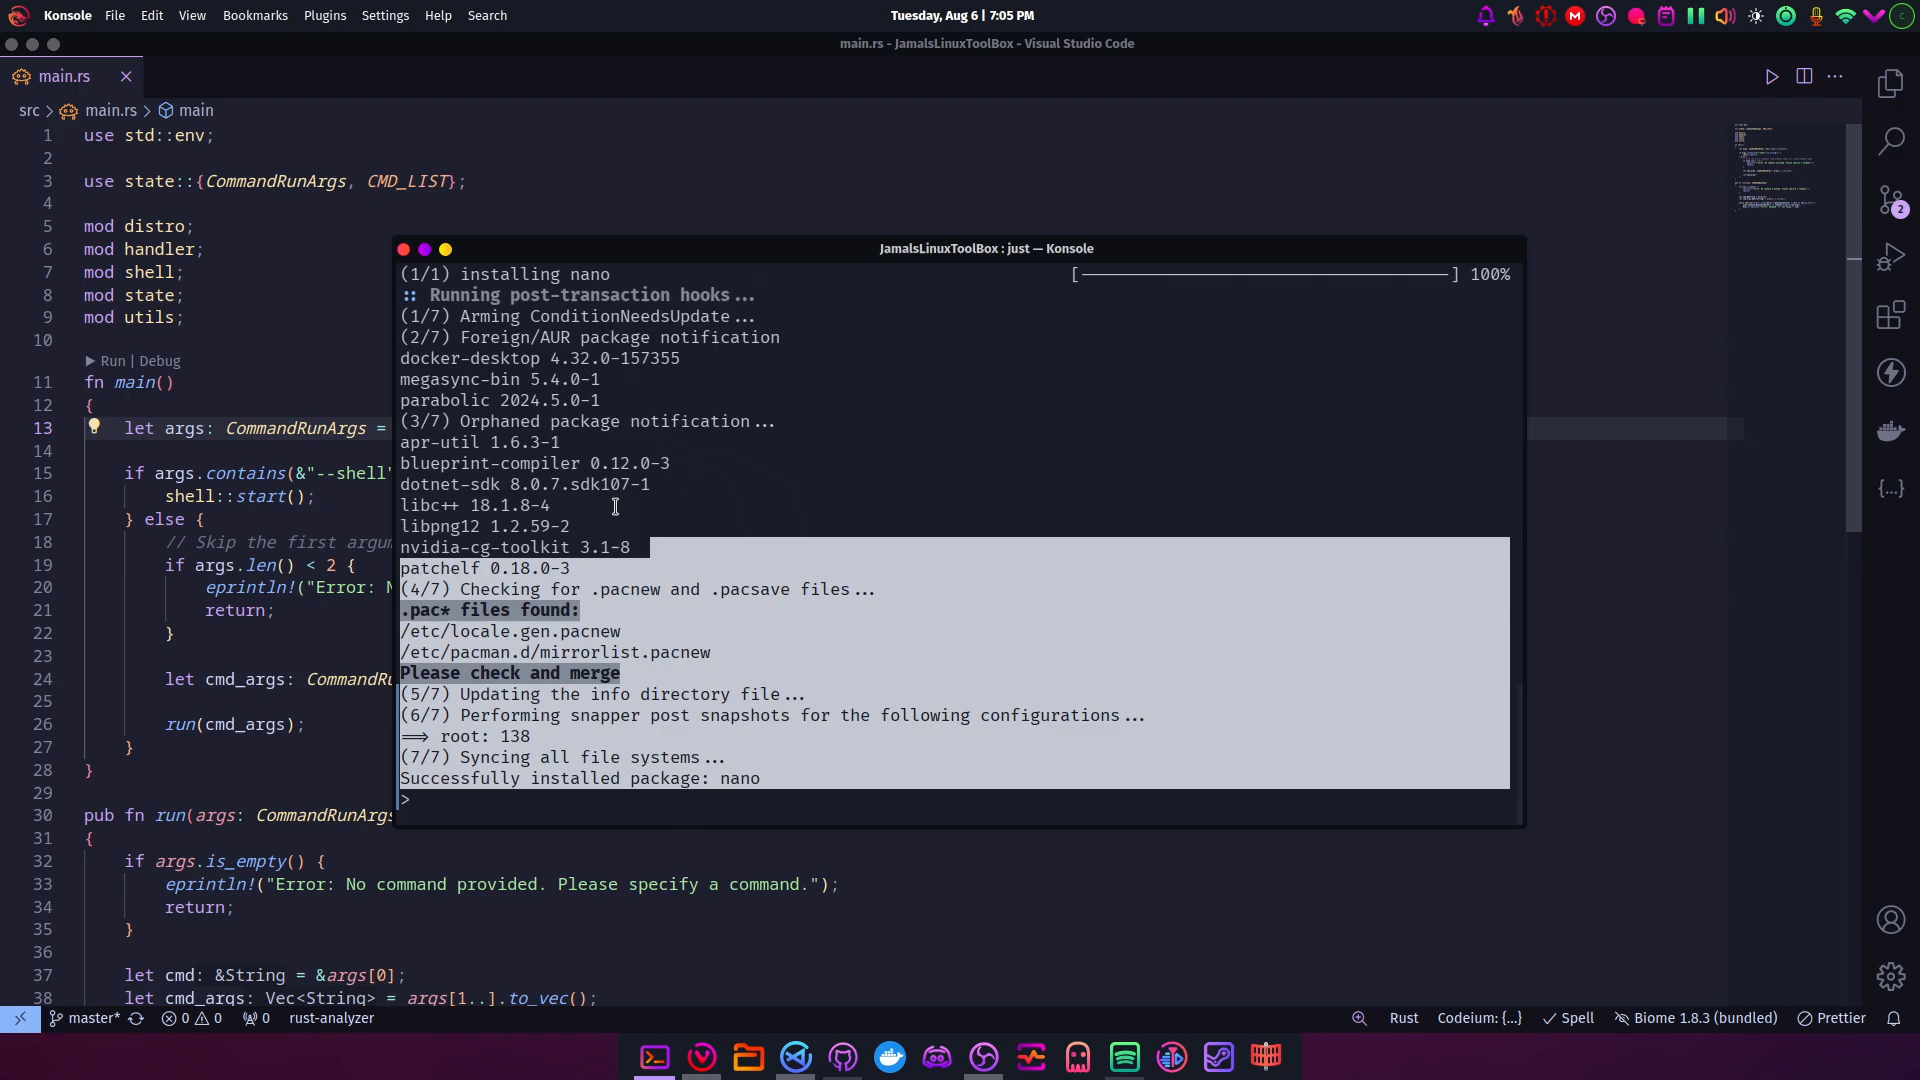 Konsole File Edit View Bookmarks Plugins Settings Help Search
Tuesday, Aug 6 | 7:05 PM
main.rs - JamalsLinuxToolBox - Visual Studio Code
main.rs
src > main.rs > main
1 use std::env;
2
3 use state::{CommandRunArgs, CMD_LIST};
4
5 mod distro;
6 mod handler;
7 mod shell;
8 mod state;
9 mod utils;
10
Run | Debug
11 fn main()
12 {
13 let args: CommandRunArgs =
14
15 if args.contains(&"--shell"
16 shell::start();
17 } else {
18 // Skip the first argum
19 if args.len() < 2 {
20 eprintln!("Error: N
21 return;
22 }
23
24 let cmd_args: CommandRu
25
26 run(cmd_args);
27 }
28 }
29
30 pub fn run(args: CommandRunArgs
31 {
32 if args.is_empty() {
33 eprintln!("Error: No command provided. Please specify a command.");
34 return;
35 }
36
37 let cmd: &String = &args[0];
38 let cmd_args: Vec<String> = args[1..].to_vec();
JamalsLinuxToolBox : just — Konsole
(1/1) installing nano [----------------------------------] 100%
:: Running post-transaction hooks...
(1/7) Arming ConditionNeedsUpdate...
(2/7) Foreign/AUR package notification
docker-desktop 4.32.0-157355
megasync-bin 5.4.0-1
parabolic 2024.5.0-1
(3/7) Orphaned package notification...
apr-util 1.6.3-1
blueprint-compiler 0.12.0-3
dotnet-sdk 8.0.7.sdk107-1
libc++ 18.1.8-4
libpng12 1.2.59-2
nvidia-cg-toolkit 3.1-8
patchelf 0.18.0-3
(4/7) Checking for .pacnew and .pacsave files...
.pac* files found:
/etc/locale.gen.pacnew
/etc/pacman.d/mirrorlist.pacnew
Please check and merge
(5/7) Updating the info directory file...
(6/7) Performing snapper post snapshots for the following configurations...
==> root: 138
(7/7) Syncing all file systems...
Successfully installed package: nano
>
2
master* 0 0 0 rust-analyzer
Rust Codeium: {...} Spell Biome 1.8.3 (bundled) Prettier